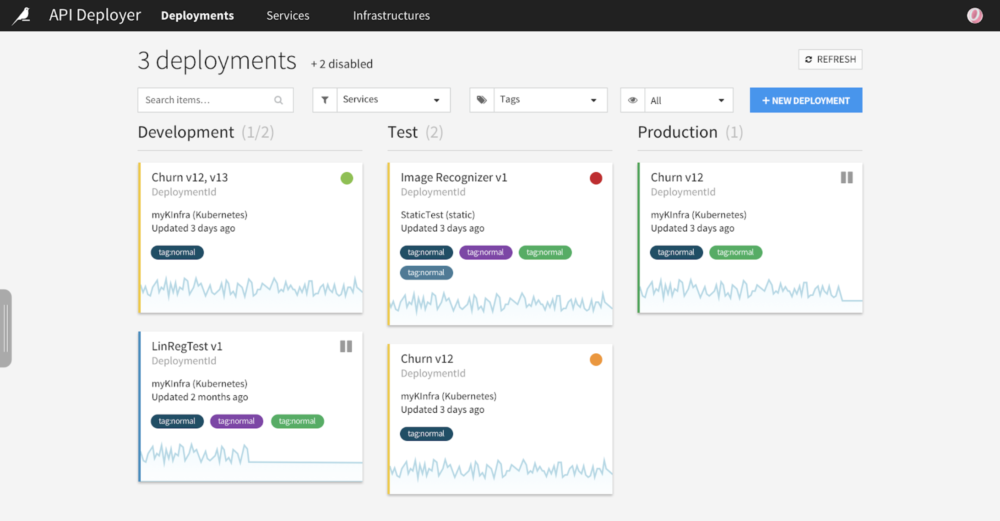 API Deployer Deployments Services Infrastructures
3 deployments + 2 disabled
REFRESH
Search items...
Services
Tags
All
+ NEW DEPLOYMENT
Development (1/2)
Churn v12, v13
DeploymentId
myKInfra (Kubernetes)
Updated 3 days ago
tag:normal
LinRegTest v1
DeploymentId
myKInfra (Kubernetes)
Updated 2 months ago
tag:normal tag:normal tag:normal
Test (2)
Image Recognizer v1
DeploymentId
StaticTest (static)
Updated 3 days ago
tag:normal tag:normal tag:normal
tag:normal
Churn v12
DeploymentId
myKInfra (Kubernetes)
Updated 3 days ago
tag:normal
Production (1)
Churn v12
DeploymentId
myKInfra (Kubernetes)
Updated 3 days ago
tag:normal tag:normal